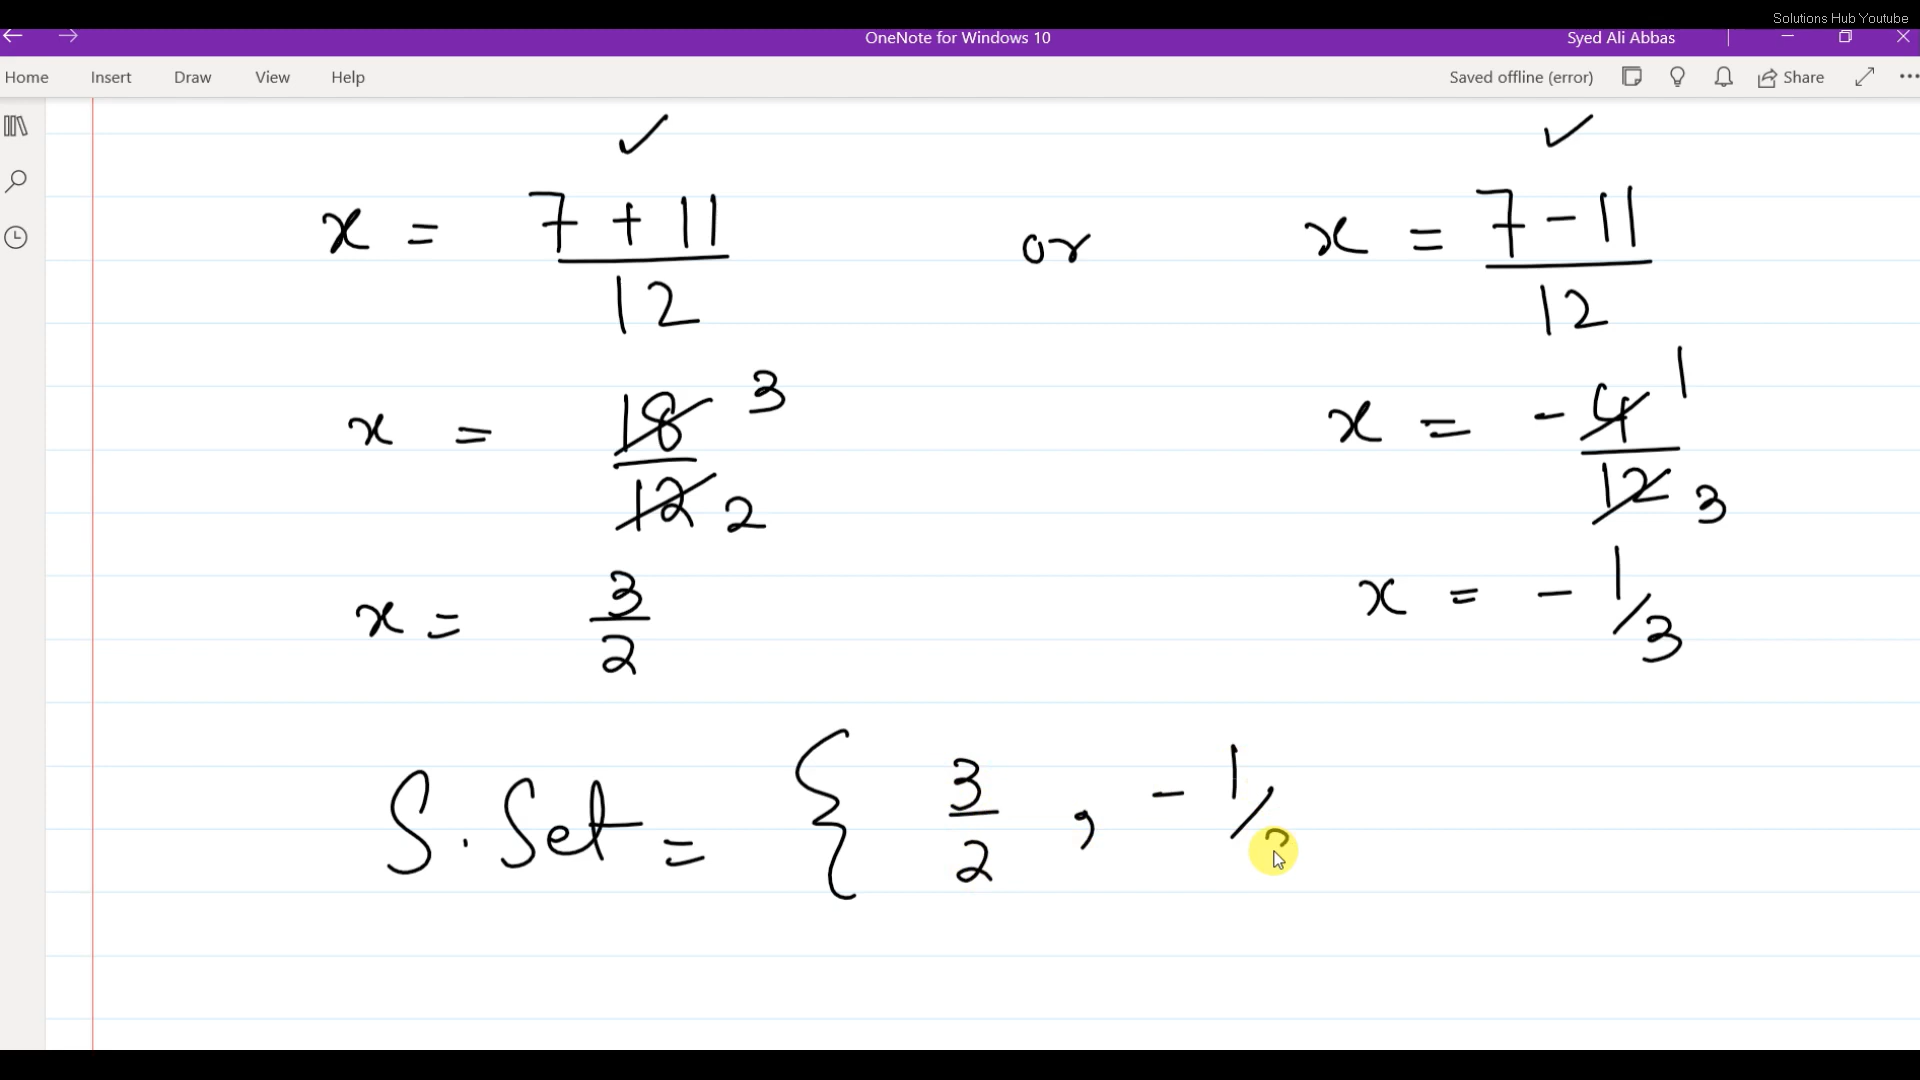 Solutions Hub Youtube
OneNote for Windows 10
Syed Ali Abbas
Home Insert Draw View Help
Saved offline (error) Share
x = 7 + 11 / 12 or x = 7 - 11 / 12
x = 18 / 12 3 2
x = -4 / 12 1 3
x = 3 / 2
x = - 1/3
S. Set = { 3 / 2 , - 1/